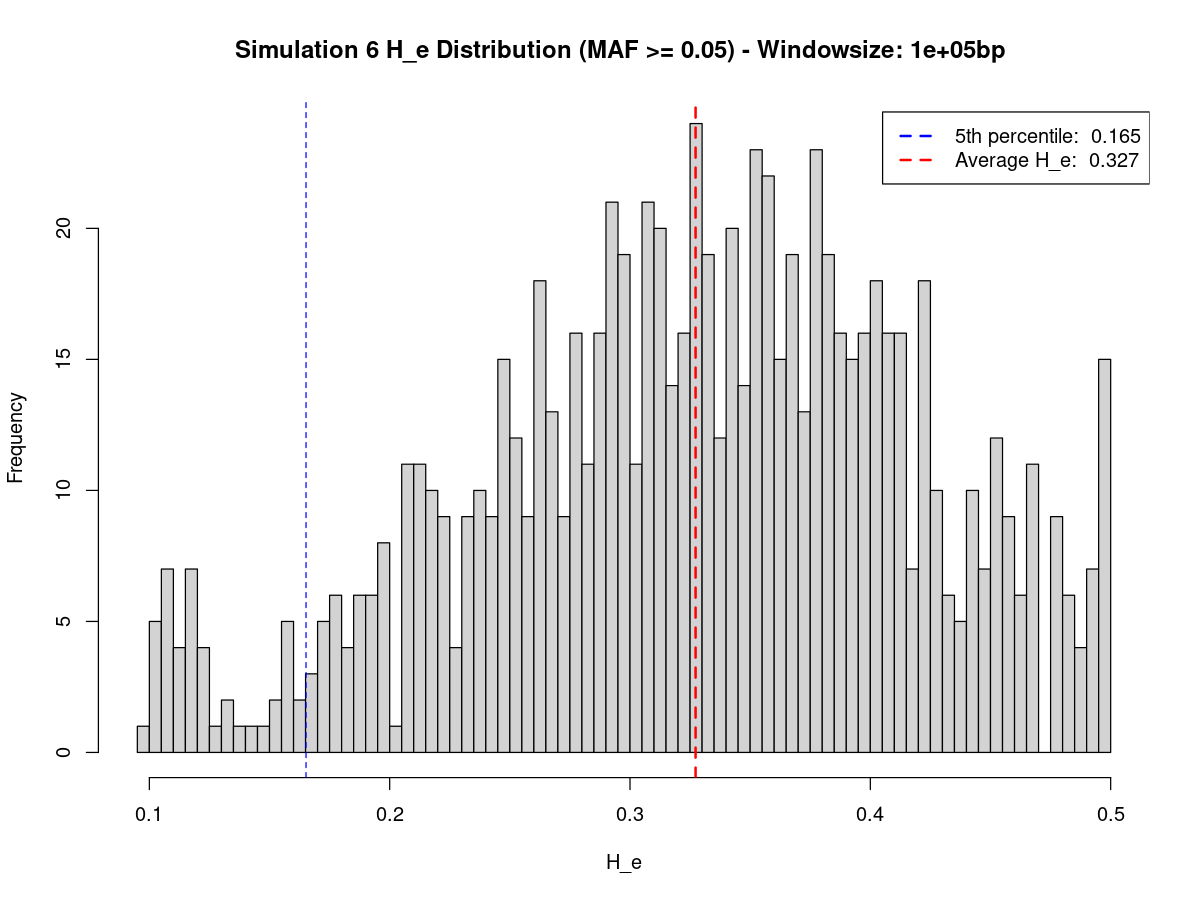 Simulation 6 H_e Distribution (MAF >= 0.05) - Windowsize: 1e+05bp
5th percentile: 0.165
Average H_e: 0.327
Frequency
20
15
10
5
0
0.1 0.2 0.3 0.4 0.5
H_e